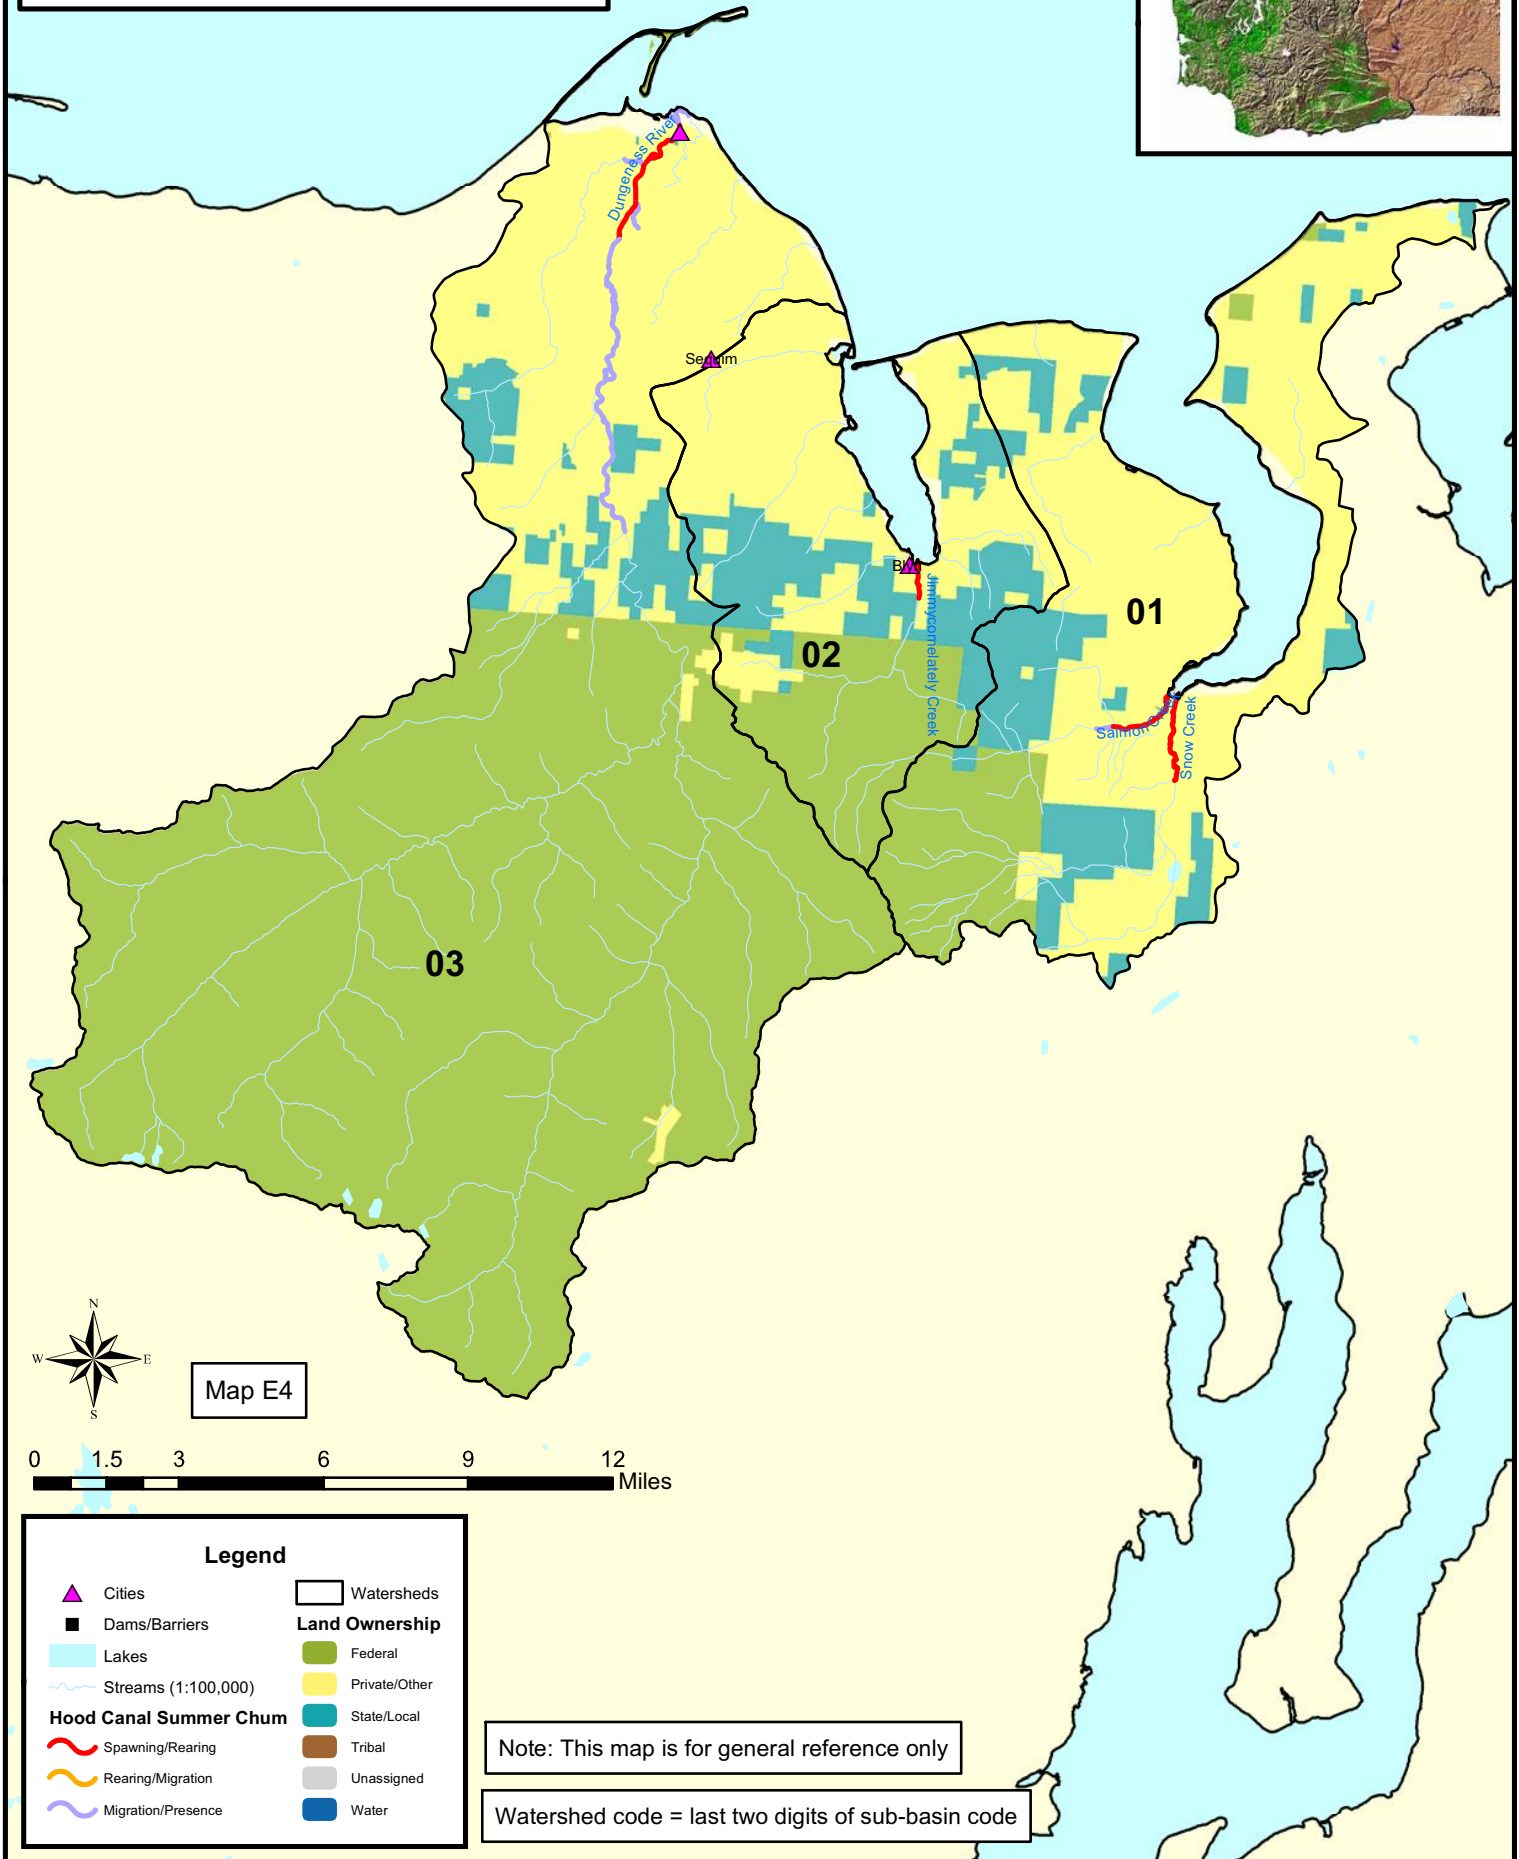 Dungeness River
Sequim
Blyn
Jimmycomelately Creek
01
02
Salmon Creek
Snow Creek
03
N
W
E
S
Map E4
0 1.5 3 6 9 12
Miles
Legend
Cities
Dams/Barriers
Lakes
Streams (1:100,000)
Hood Canal Summer Chum
Spawning/Rearing
Rearing/Migration
Migration/Presence
Watersheds
Land Ownership
Federal
Private/Other
State/Local
Tribal
Unassigned
Water
Note: This map is for general reference only
Watershed code = last two digits of sub-basin code